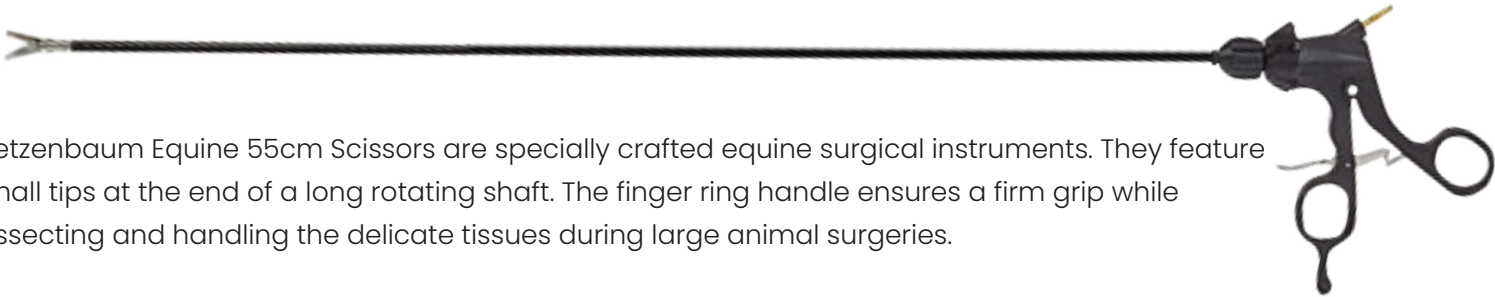 etzenbaum Equine 55cm Scissors are specially crafted equine surgical instruments. They feature
nall tips at the end of a long rotating shaft. The finger ring handle ensures a firm grip while
ssecting and handling the delicate tissues during large animal surgeries.